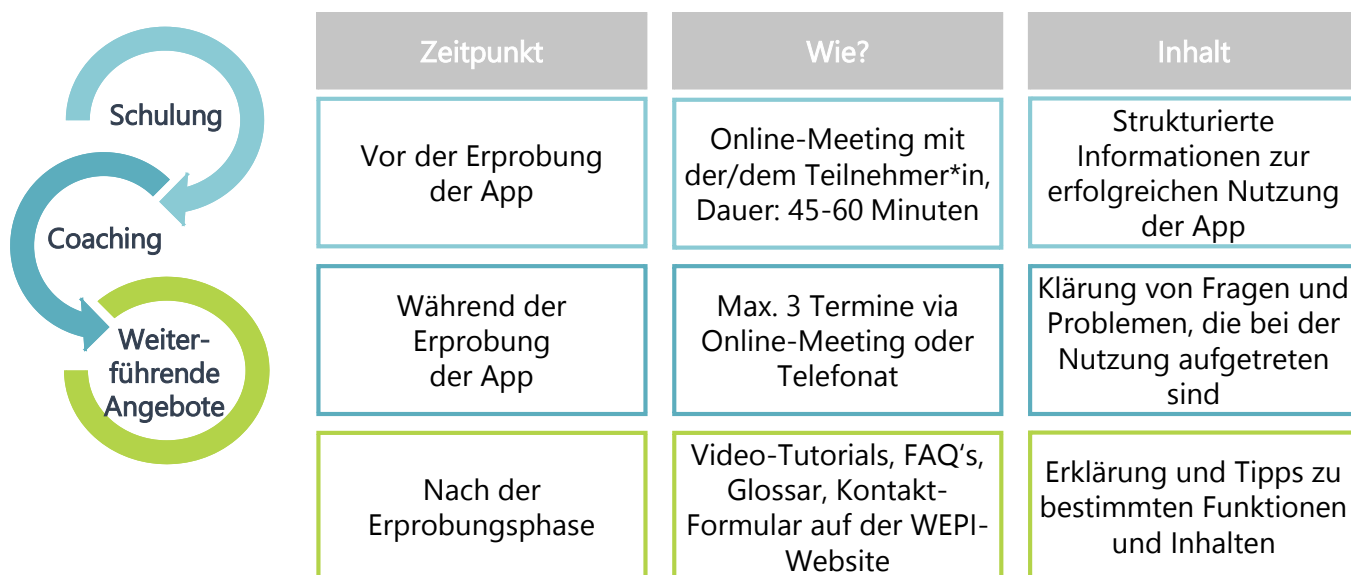 Zeitpunkt
Wie?
Inhalt
Schulung
Vor der Erprobung
der App
Online-Meeting mit
der/dem Teilnehmer*in,
Dauer: 45-60 Minuten
Strukturierte
Informationen zur
erfolgreichen Nutzung
der App
Coaching
Während der
Erprobung
der App
Max. 3 Termine via
Online-Meeting oder
Telefonat
Klärung von Fragen und
Problemen, die bei der
Nutzung aufgetreten
sind
Weiter-
führende
Angebote
Nach der
Erprobungsphase
Video-Tutorials, FAQ‘s,
Glossar, Kontakt-
Formular auf der WEPI-
Website
Erklärung und Tipps zu
bestimmten Funktionen
und Inhalten